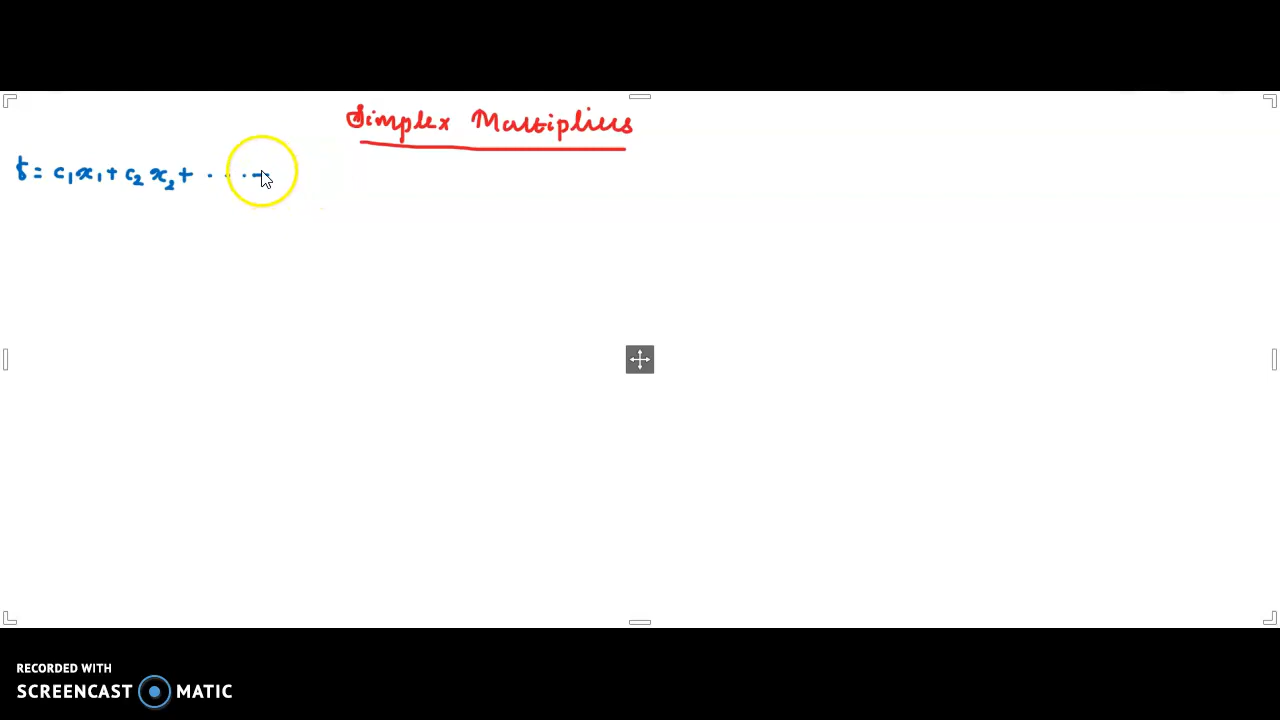 Simplex Multipliers
ζ = c₁x₁ + c₂x₂ + . . . .
RECORDED WITH
SCREENCAST MATIC